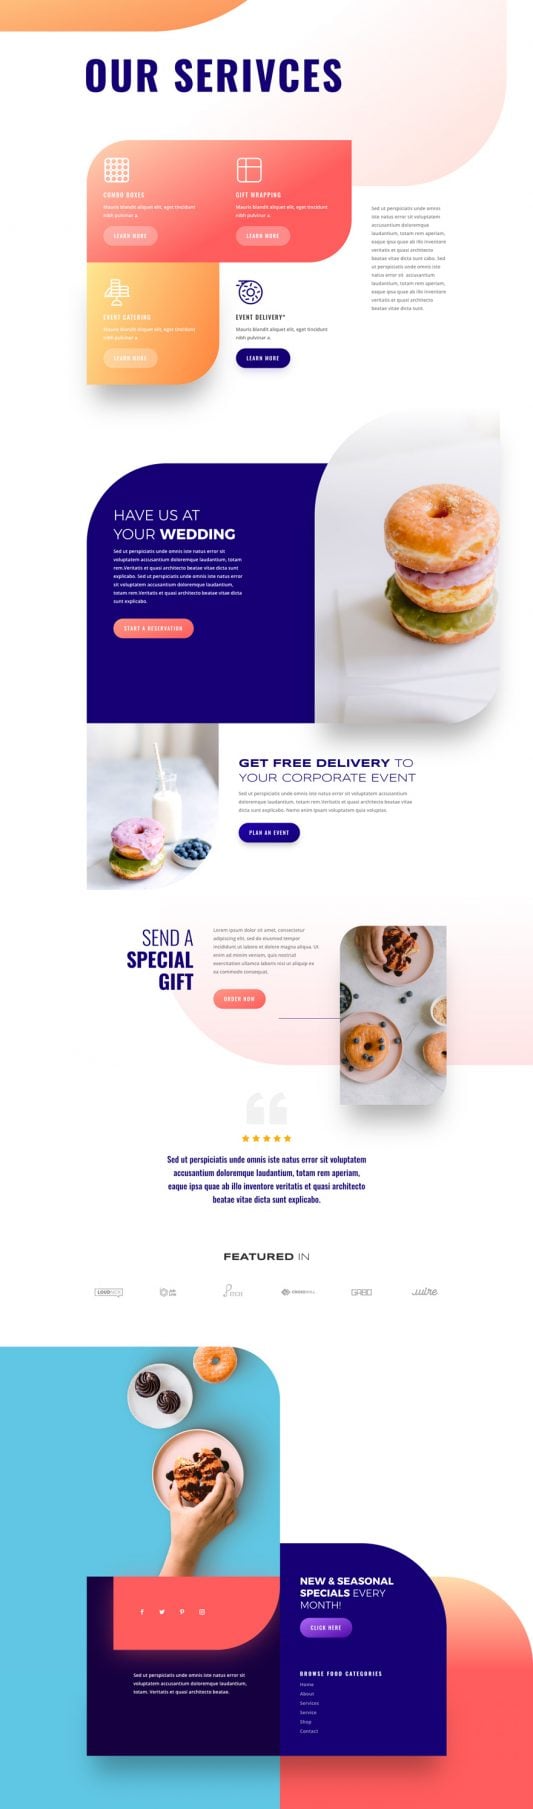 OUR SERIVCES
COMBO BOXES
Mauris blandit aliquet elit, eget tincidunt
nibh pulvinar a.
LEARN MORE
GIFT WRAPPING
Mauris blandit aliquet elit, eget tincidunt
nibh pulvinar a.
LEARN MORE
EVENT CATERING
Mauris blandit aliquet elit, eget tincidunt
nibh pulvinar a.
LEARN MORE
EVENT DELIVERY*
Mauris blandit aliquet elit, eget tincidunt
nibh pulvinar a.
LEARN MORE
Sed ut perspiciatis unde omnis
iste natus error sit voluptatem
accusantium doloremque
laudantium, totam rem aperiam,
eaque ipsa quae ab illo inventore
veritatis et quasi architecto
beatae vitae dicta sunt cabo. Sed
ut perspiciatis unde omnis iste
natus error sit accusantium
doloremque laudantium, totam
rem aperiam, eaque ipsa quae
ab illo inventore veritatis et quasi
architecto beatae vitae dicta sunt.
HAVE US AT
YOUR WEDDING
Sed ut perspiciatis unde omnis iste natus error sit
voluptatem accusantium doloremque laudantium, totam
rem.Veritatis et quasi architecto beatae vitae dicta sunt
explicabo. Sed ut perspiciatis unde omnis iste natus error sit
voluptatem accusantium doloremque laudantium, totam
rem.Veritatis et quasi architecto beatae vitae dicta
sunt explicabo.
START A RESERVATION
GET FREE DELIVERY TO
YOUR CORPORATE EVENT
Sed ut perspiciatis unde omnis iste natus error sit voluptatem accusantium
doloremque laudantium, totam rem.Veritatis et quasi architecto beatae vitae dicta
sunt explicabo. Nemo enim ipsam voluptatem quia voluptas.
PLAN AN EVENT
SEND A
SPECIAL
GIFT
Lorem ipsum dolor sit amet, consectetur
adipiscing elit, sed do eiusmod tempor
incididunt ut labore et dolore magna aliqua. Ut
enim ad minim veniam, quis nostrud
exercitation ullamco laboris nisi ut aliquip ex
ea commodo consequat.
ORDER NOW
Sed ut perspiciatis unde omnis iste natus error sit voluptatem
accusantium doloremque laudantium, totam rem aperiam,
eaque ipsa quae ab illo inventore veritatis et quasi architecto
beatae vitae dicta sunt explicabo.
FEATURED IN
NEW & SEASONAL
SPECIALS EVERY
MONTH!
CLICK HERE
Sed ut perspiciatis unde omnis iste natus error sit
voluptatem accusantium doloremque laudantium,
totam. Veritatis et quasi architecto beatae.
BROWSE FOOD CATEGORIES
Home
About
Services
Service
Shop
Contact